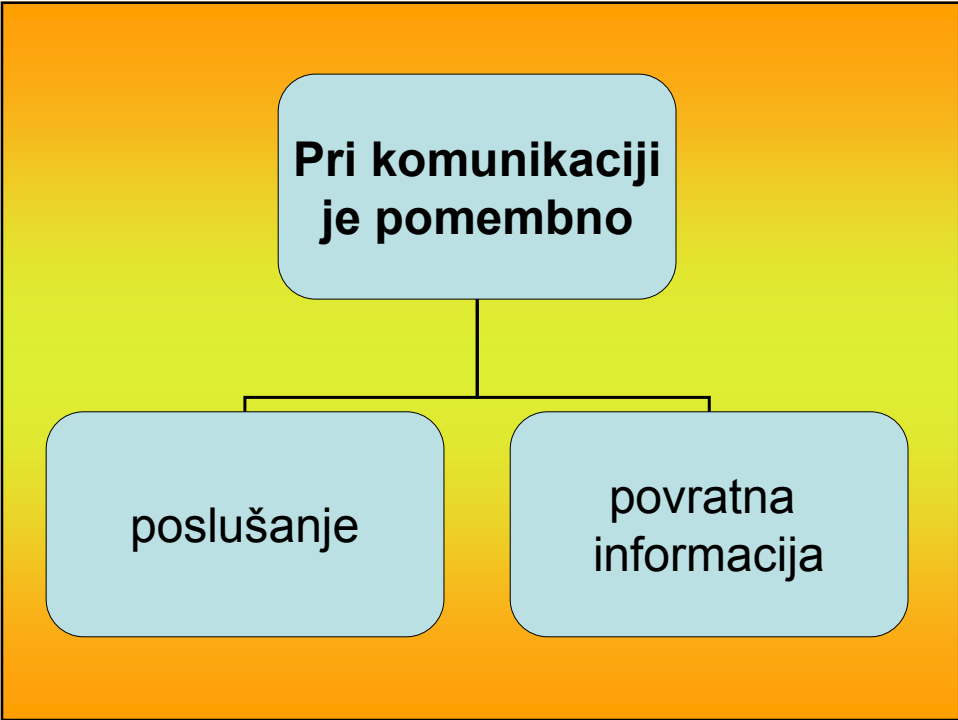 Pri komunikaciji
je pomembno
poslušanje
povratna
informacija